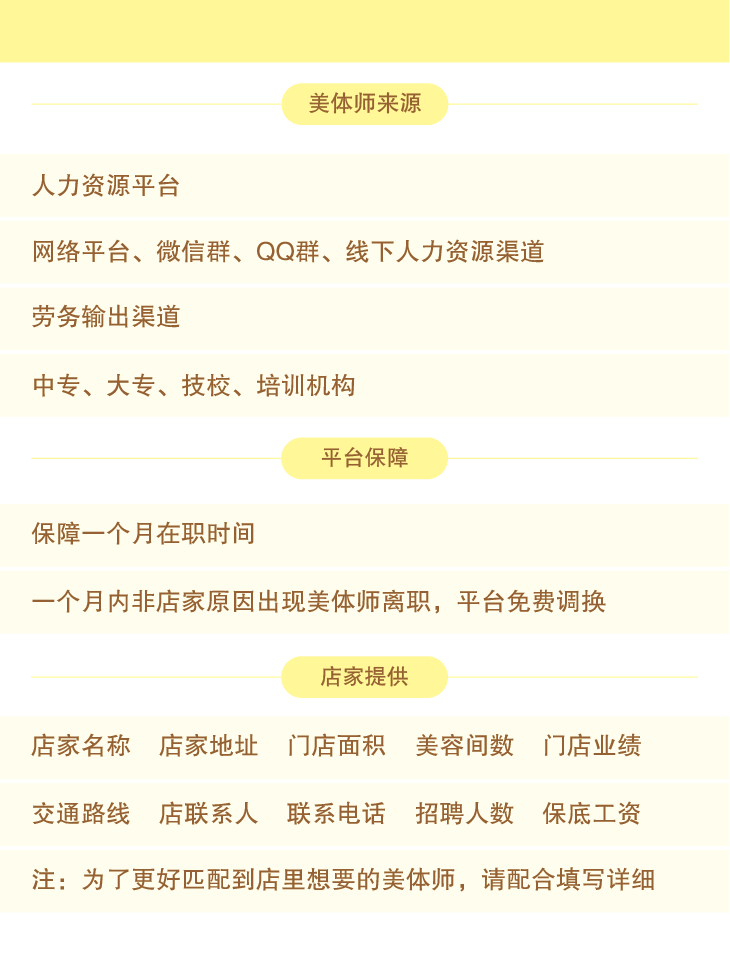 美体师来源
人力资源平台
网络平台、微信群、QQ群、线下人力资源渠道
劳务输出渠道
中专、大专、技校、培训机构
平台保障
保障一个月在职时间
一个月内非店家原因出现美体师离职，平台免费调换
店家提供
店家名称 店家地址 门店面积 美容间数 门店业绩
交通路线 店联系人 联系电话 招聘人数 保底工资
注：为了更好匹配到店里想要的美体师，请配合填写详细